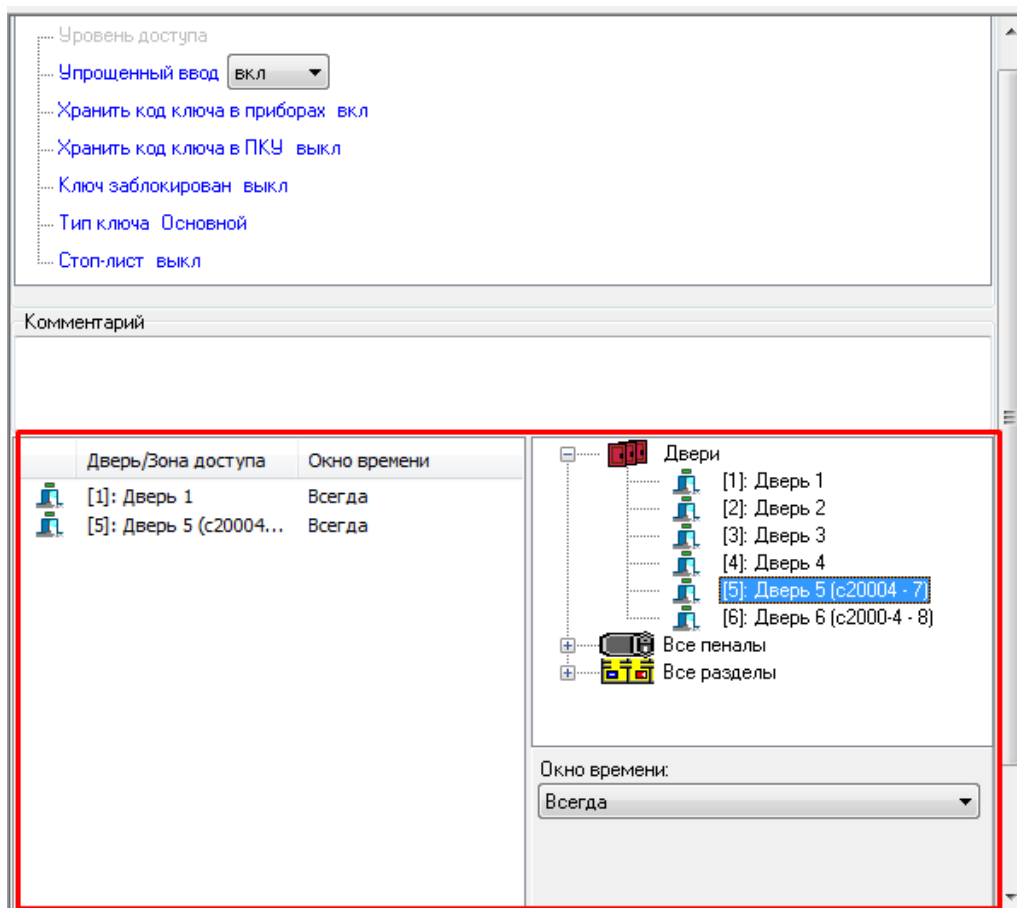 Уровень доступа
Упрощенный ввод вкл
Хранить код ключа в приборах вкл
Хранить код ключа в ПКУ выкл
Ключ заблокирован выкл
Тип ключа Основной
Стоп-лист выкл
Комментарий
Дверь/Зона доступа Окно времени
[1]: Дверь 1 Всегда
[5]: Дверь 5 (с20004... Всегда
Двери
[1]: Дверь 1
[2]: Дверь 2
[3]: Дверь 3
[4]: Дверь 4
[5]: Дверь 5 (с20004 - 7)
[6]: Дверь 6 (с2000-4 - 8)
Все пеналы
Все разделы
Окно времени:
Всегда